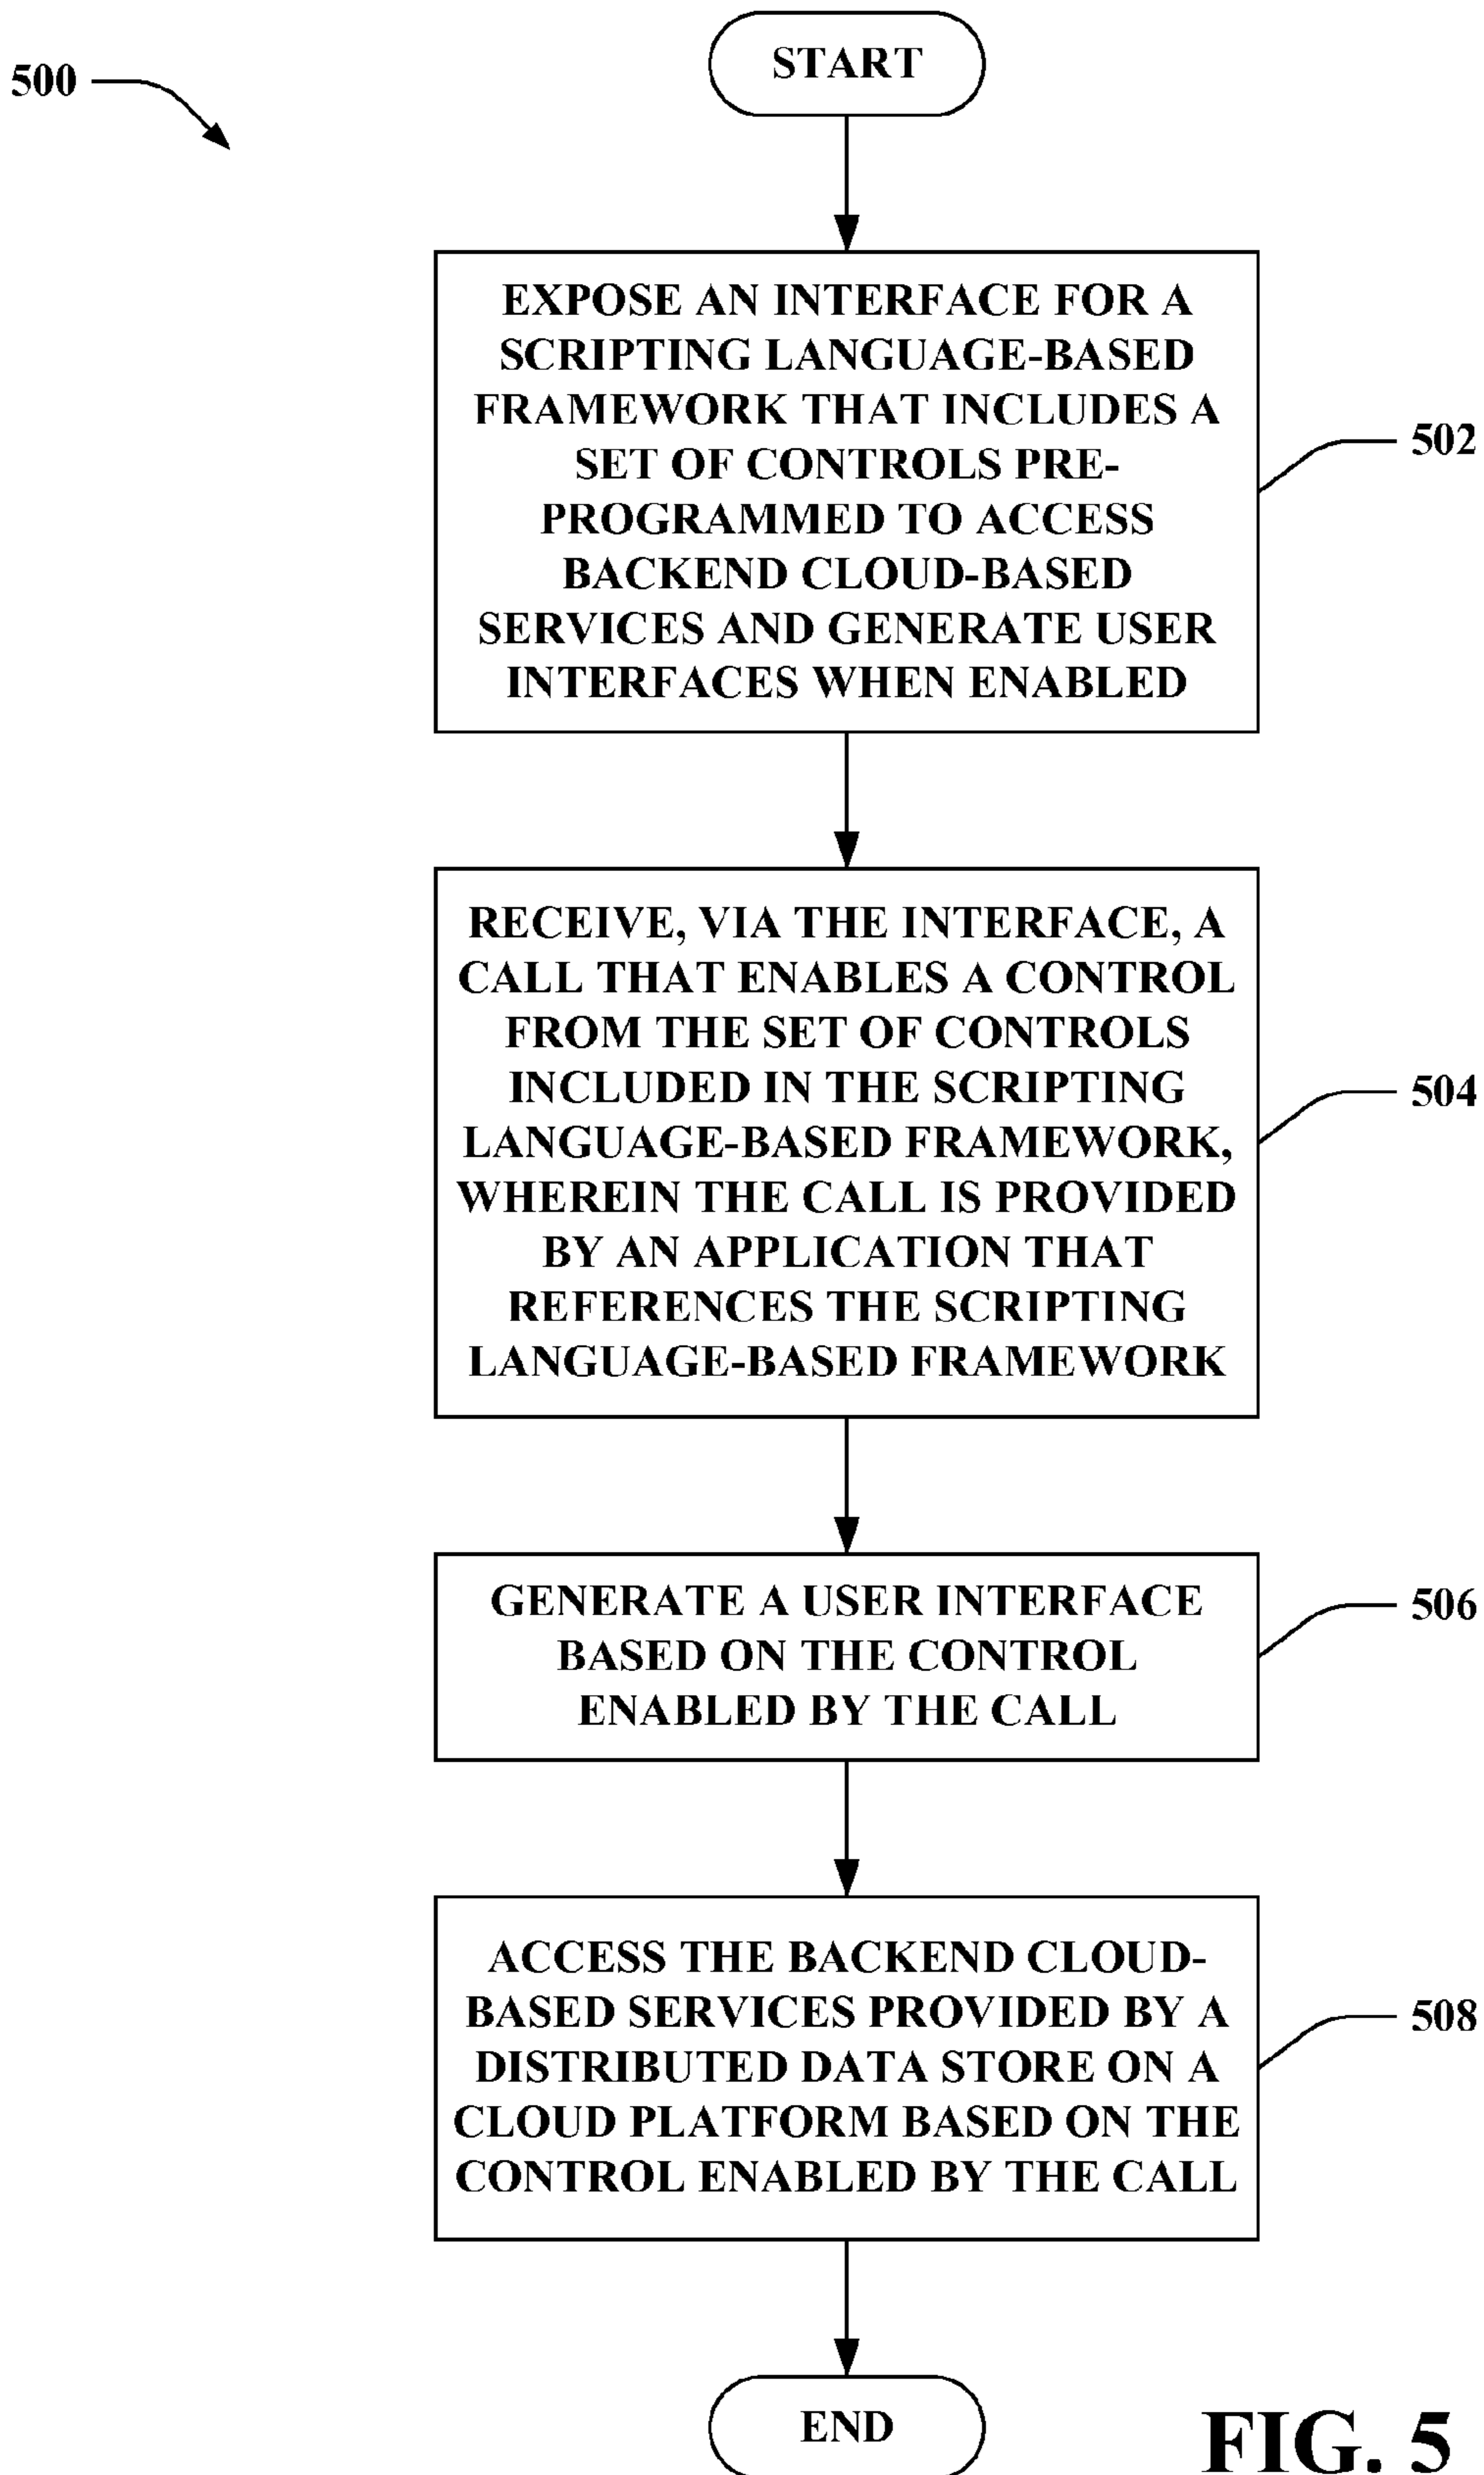 500
START
EXPOSE AN INTERFACE FOR A
SCRIPTING LANGUAGE-BASED
FRAMEWORK THAT INCLUDES A
SET OF CONTROLS PRE-
PROGRAMMED TO ACCESS
BACKEND CLOUD-BASED
SERVICES AND GENERATE USER
INTERFACES WHEN ENABLED
502
RECEIVE, VIA THE INTERFACE, A
CALL THAT ENABLES A CONTROL
FROM THE SET OF CONTROLS
INCLUDED IN THE SCRIPTING
LANGUAGE-BASED FRAMEWORK,
WHEREIN THE CALL IS PROVIDED
BY AN APPLICATION THAT
REFERENCES THE SCRIPTING
LANGUAGE-BASED FRAMEWORK
504
GENERATE A USER INTERFACE
BASED ON THE CONTROL
ENABLED BY THE CALL
506
ACCESS THE BACKEND CLOUD-
BASED SERVICES PROVIDED BY A
DISTRIBUTED DATA STORE ON A
CLOUD PLATFORM BASED ON THE
CONTROL ENABLED BY THE CALL
508
END
FIG. 5